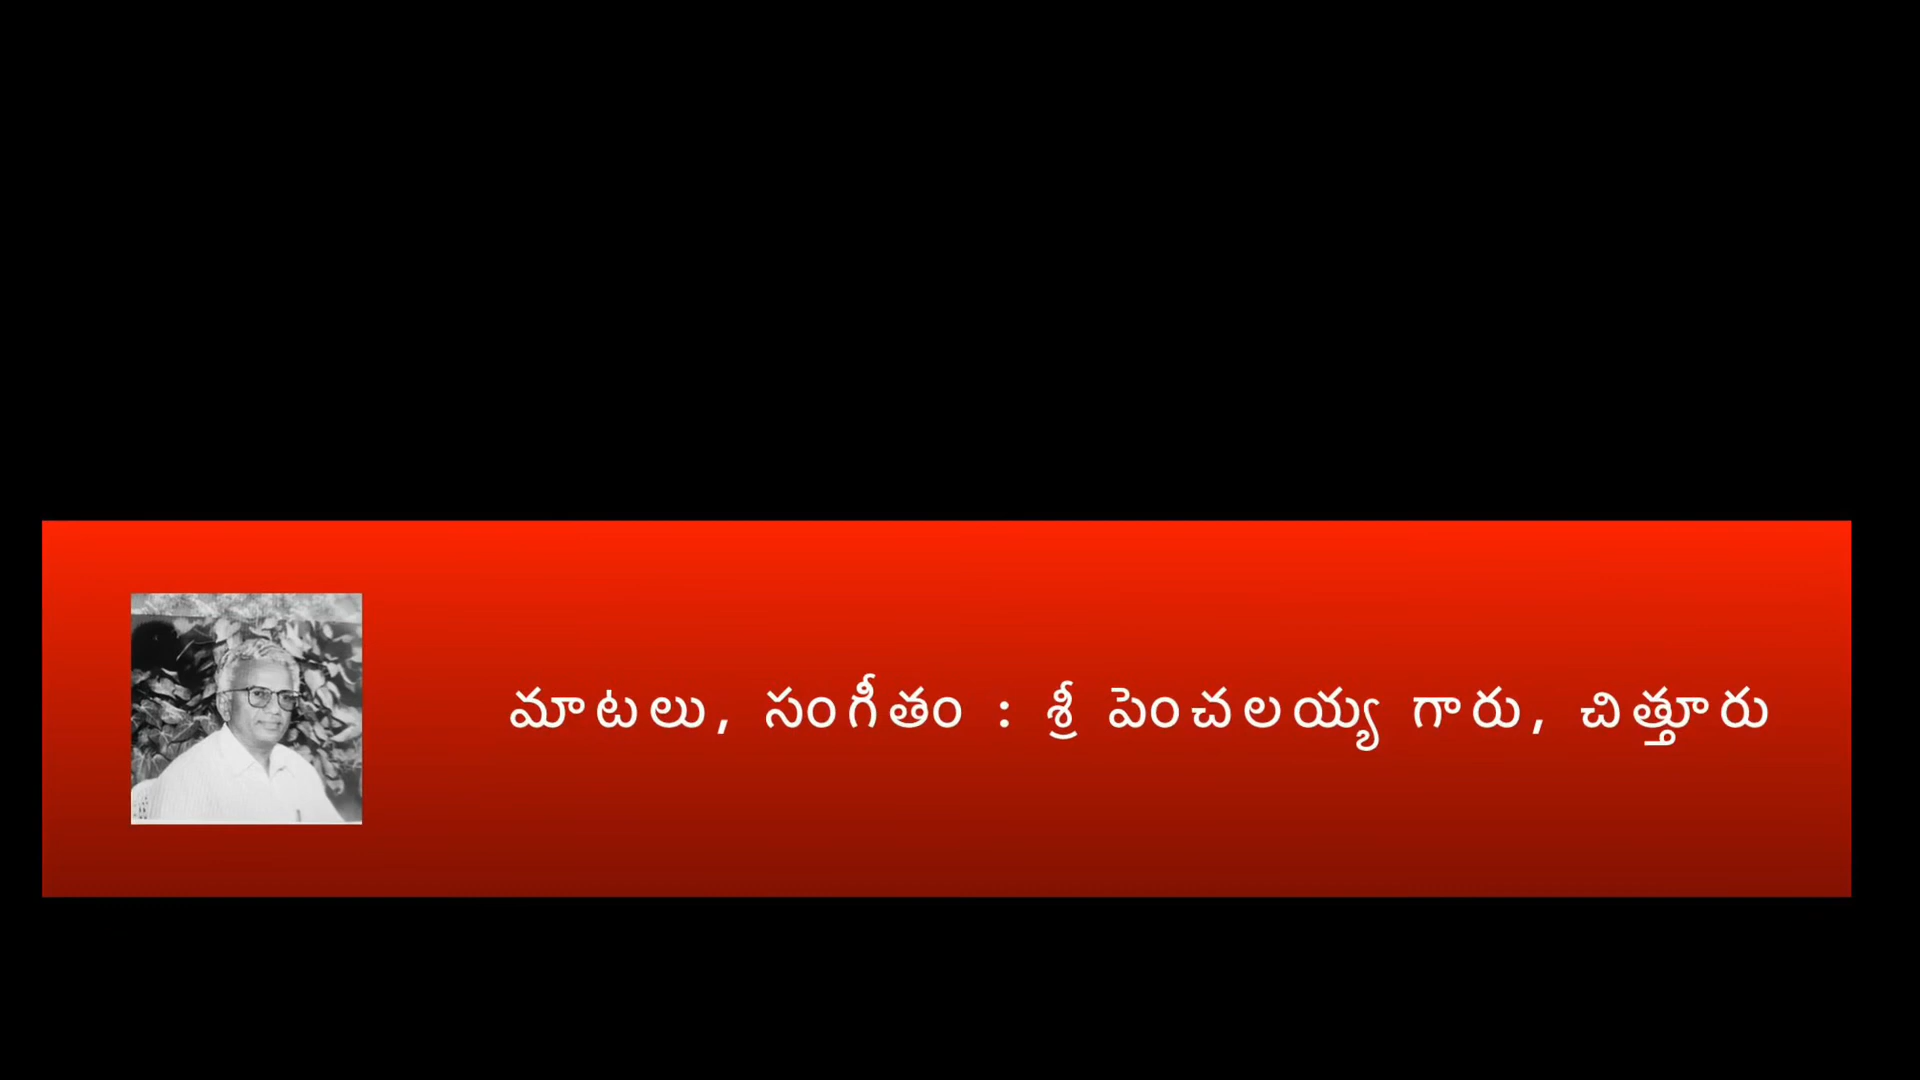 మాటలు, సంగీతం : శ్రీ పెంచలయ్య గారు, చిత్తూరు